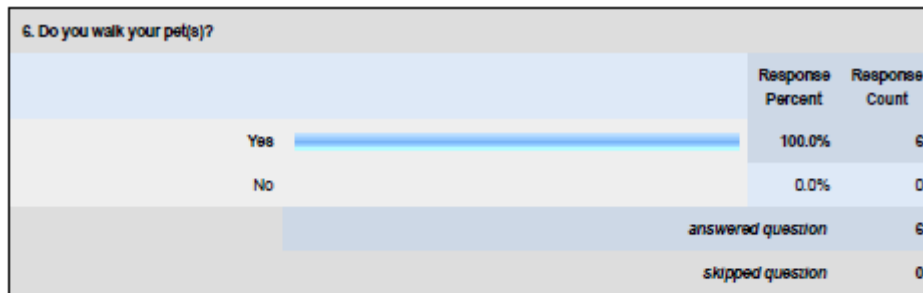 6. Do you walk your pet(s)?
Response Percent Response Count
Yes 100.0% 6
No 0.0% 0
answered question 6
skipped question 0